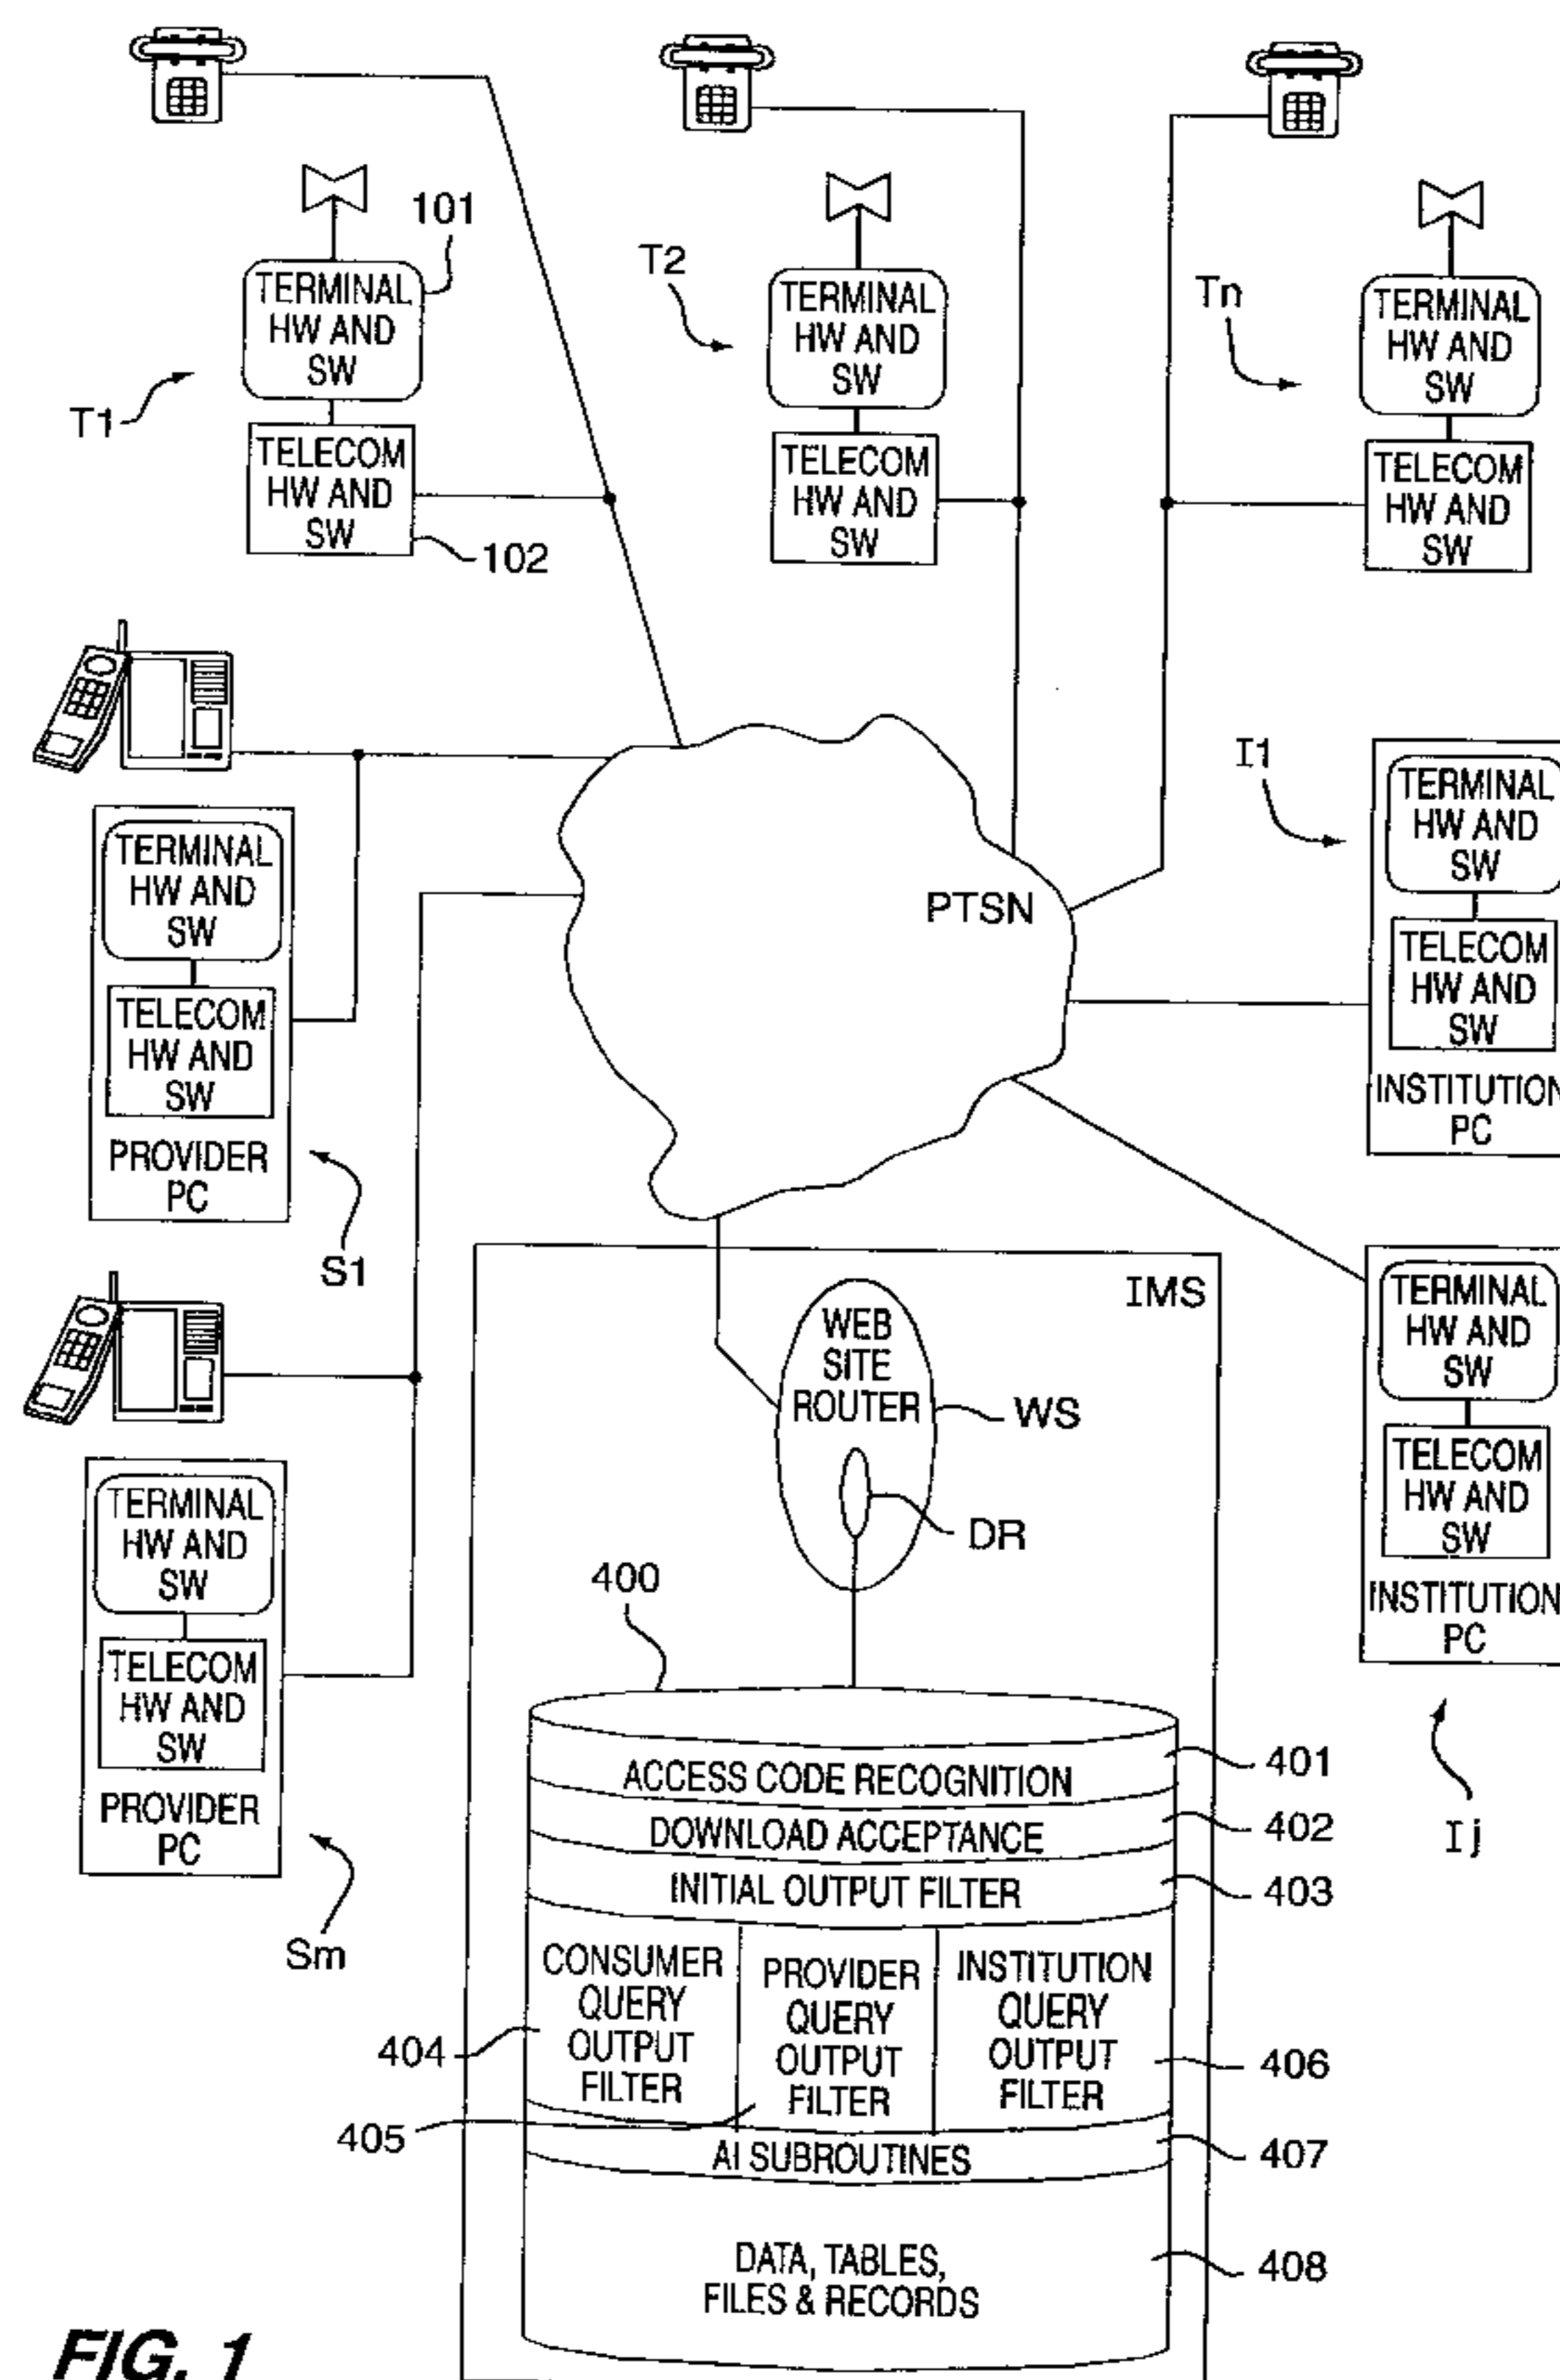 101
TERMINAL
HW AND
SW
T1
TELECOM
HW AND
SW
102
T2
TERMINAL
HW AND
SW
TELECOM
HW AND
SW
Tn
TERMINAL
HW AND
SW
TELECOM
HW AND
SW
TERMINAL
HW AND
SW
TELECOM
HW AND
SW
PROVIDER
PC
S1
PTSN
I1
TERMINAL
HW AND
SW
TELECOM
HW AND
SW
INSTITUTION
PC
TERMINAL
HW AND
SW
TELECOM
HW AND
SW
PROVIDER
PC
Sm
IMS
WEB
SITE
ROUTER
WS
DR
TERMINAL
HW AND
SW
TELECOM
HW AND
SW
INSTITUTION
PC
Ij
400
ACCESS CODE RECOGNITION
401
DOWNLOAD ACCEPTANCE
402
INITIAL OUTPUT FILTER
403
CONSUMER
QUERY
OUTPUT
FILTER
404
PROVIDER
QUERY
OUTPUT
FILTER
405
INSTITUTION
QUERY
OUTPUT
FILTER
406
AI SUBROUTINES
407
DATA, TABLES,
FILES & RECORDS
408
FIG. 1